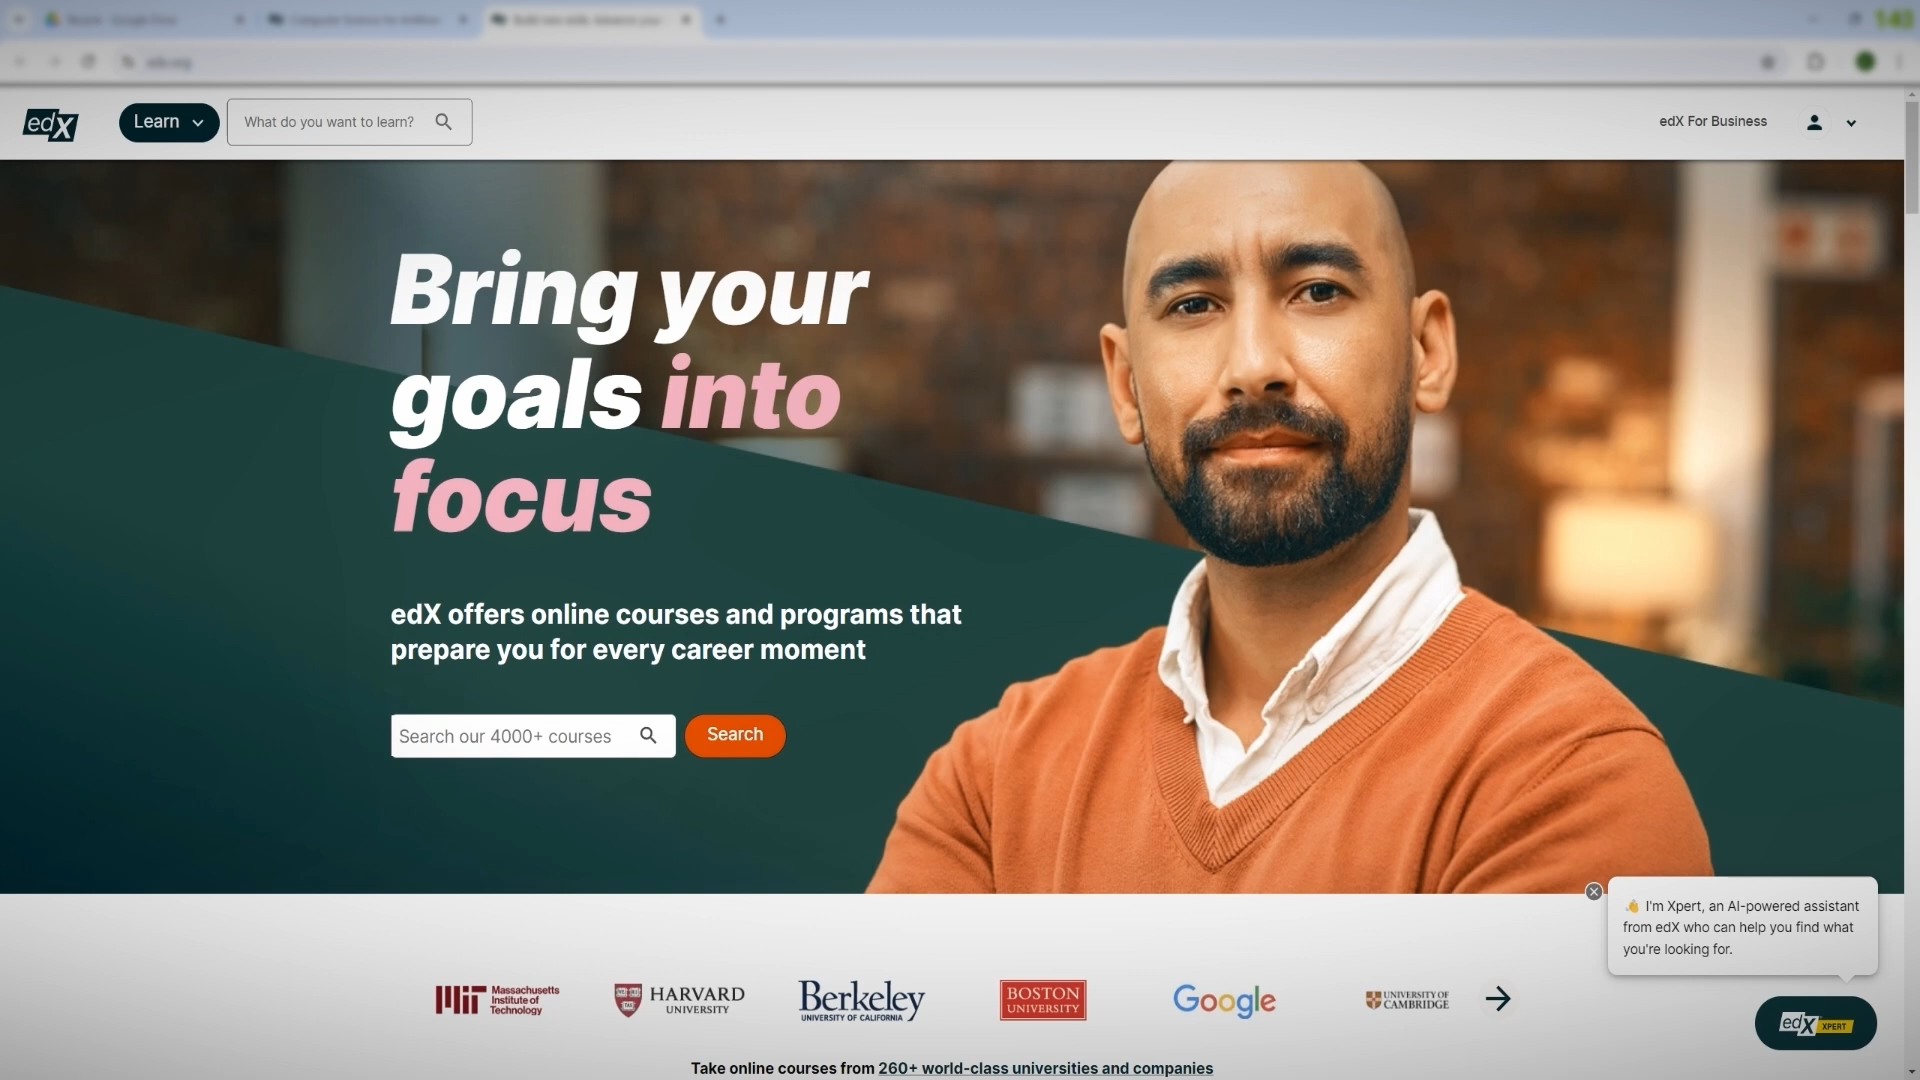 143
edX
Learn
What do you want to learn?
edX For Business
Bring your
goals into
focus
edX offers online courses and programs that
prepare you for every career moment
Search our 4000+ courses
Search
👋 I'm Xpert, an AI-powered assistant
from edX who can help you find what
you're looking for.
Massachusetts
Institute of
Technology
HARVARD
UNIVERSITY
Berkeley
UNIVERSITY OF CALIFORNIA
BOSTON
UNIVERSITY
Google
UNIVERSITY OF
CAMBRIDGE
edX XPERT
Take online courses from 260+ world-class universities and companies